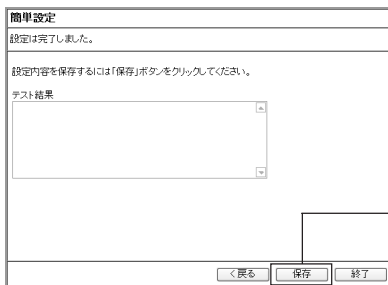 簡単設定
設定は完了しました。
設定内容を保存するには「保存」ボタンをクリックしてください。
テスト結果
＜戻る
保存
終了